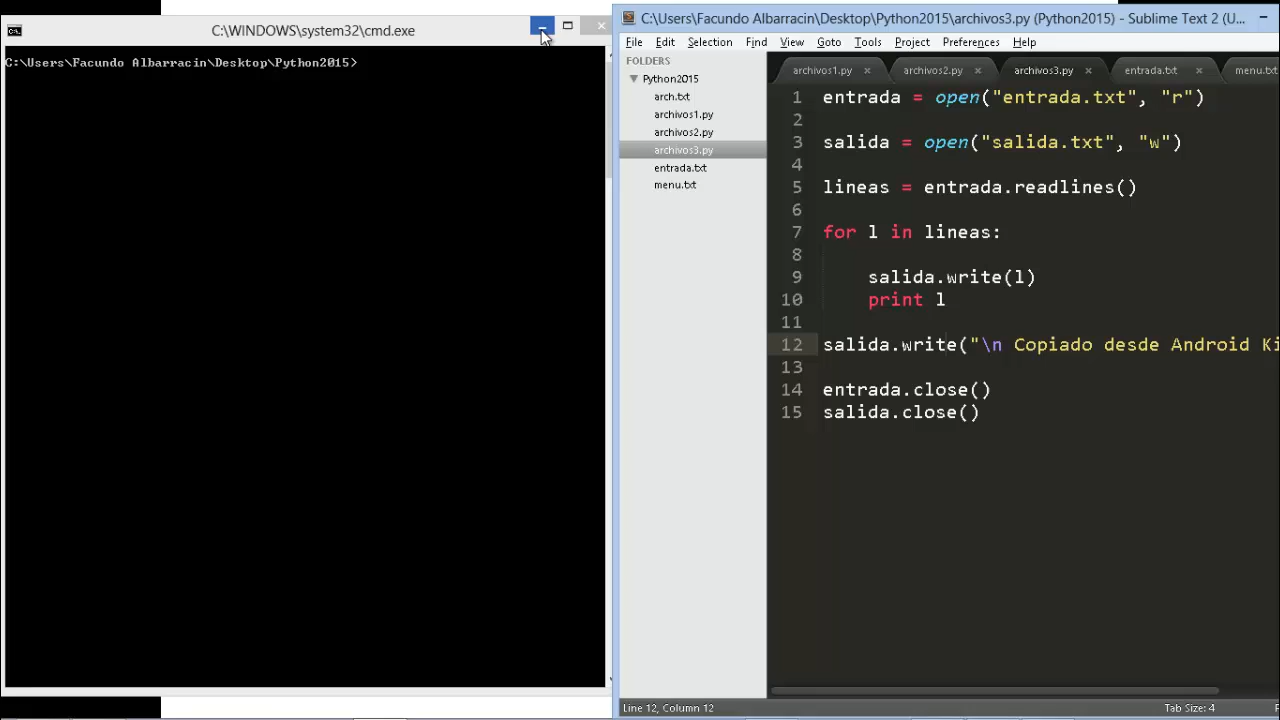 C:\WINDOWS\system32\cmd.exe
C:\Users\Facundo Albarracin\Desktop\Python2015>
C:\Users\Facundo Albarracin\Desktop\Python2015\archivos3.py (Python2015) - Sublime Text 2 (U...
File Edit Selection Find View Goto Tools Project Preferences Help
FOLDERS
Python2015
arch.txt
archivos1.py
archivos2.py
archivos3.py
entrada.txt
menu.txt
archivos1.py × archivos2.py × archivos3.py × entrada.txt × menu.txt
1 entrada = open("entrada.txt", "r")
2
3 salida = open("salida.txt", "w")
4
5 lineas = entrada.readlines()
6
7 for l in lineas:
8
9 salida.write(l)
10 print l
11
12 salida.write("\n Copiado desde Android Ki
13
14 entrada.close()
15 salida.close()
Line 12, Column 12
Tab Size: 4